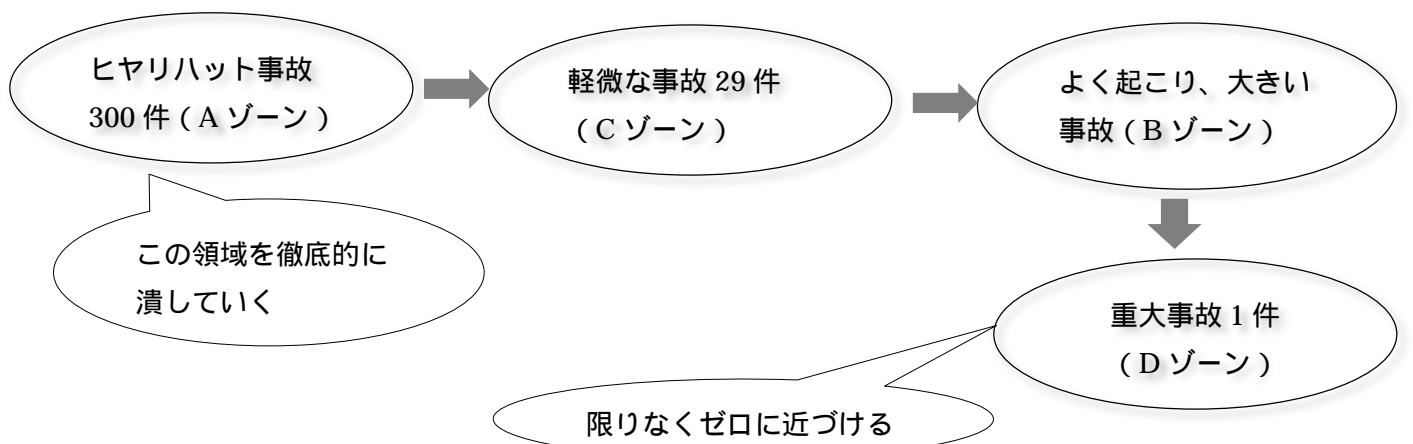 ヒヤリハット事故
300 件 ( A ゾーン )
軽微な事故 29 件
( C ゾーン )
よく起こり、大きい
事故 ( B ゾーン )
この領域を徹底的に
潰していく
重大事故 1 件
( D ゾーン )
限りなくゼロに近づける